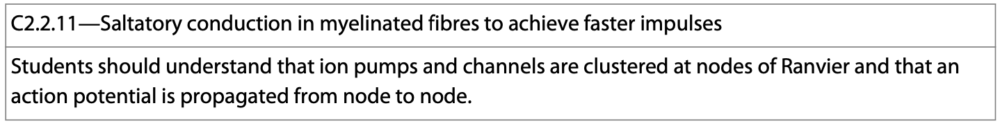 C2.2.11—Saltatory conduction in myelinated fibres to achieve faster impulses
Students should understand that ion pumps and channels are clustered at nodes of Ranvier and that an
action potential is propagated from node to node.